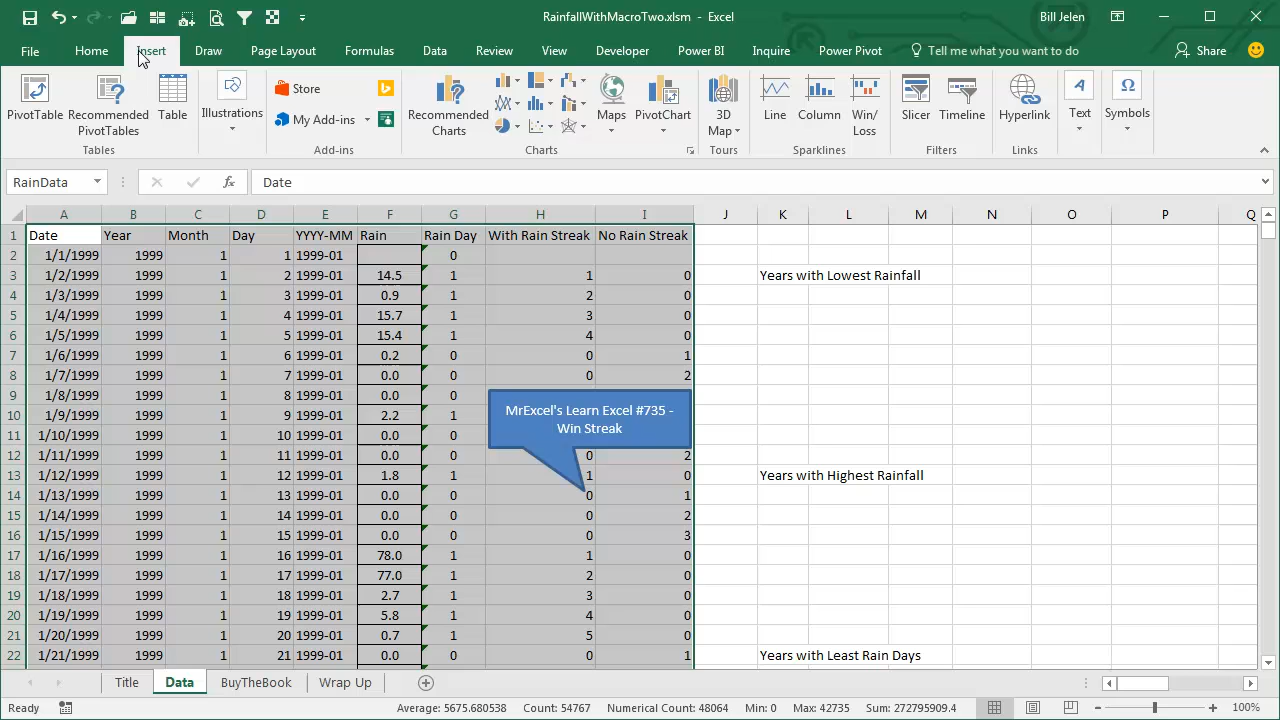 RainfallWithMacroTwo.xlsm - Excel
Bill Jelen
File Home Insert Draw Page Layout Formulas Data Review View Developer Power BI Inquire Power Pivot Tell me what you want to do Share
PivotTable
Recommended PivotTables
Table
Illustrations
Store
My Add-ins
Recommended Charts
Maps
PivotChart
3D Map
Line
Column
Win/Loss
Slicer
Timeline
Hyperlink
Text
Symbols
Tables Add-ins Charts Tours Sparklines Filters Links
RainData fx Date
A B C D E F G H I J K L M N O P Q
1 Date Year Month Day YYYY-MM Rain Rain Day With Rain Streak No Rain Streak
2 1/1/1999 1999 1 1 1999-01 0
3 1/2/1999 1999 1 2 1999-01 14.5 1 1 0 Years with Lowest Rainfall
4 1/3/1999 1999 1 3 1999-01 0.9 1 2 0
5 1/4/1999 1999 1 4 1999-01 15.7 1 3 0
6 1/5/1999 1999 1 5 1999-01 15.4 1 4 0
7 1/6/1999 1999 1 6 1999-01 0.2 0 0 1
8 1/7/1999 1999 1 7 1999-01 0.0 0 0 2
9 1/8/1999 1999 1 8 1999-01 0.0 0
10 1/9/1999 1999 1 9 1999-01 2.2 1
MrExcel's Learn Excel #735 -
Win Streak
11 1/10/1999 1999 1 10 1999-01 0.0 0
12 1/11/1999 1999 1 11 1999-01 0.0 0 0 2
13 1/12/1999 1999 1 12 1999-01 1.8 1 1 0 Years with Highest Rainfall
14 1/13/1999 1999 1 13 1999-01 0.0 0 0 1
15 1/14/1999 1999 1 14 1999-01 0.0 0 0 2
16 1/15/1999 1999 1 15 1999-01 0.0 0 0 3
17 1/16/1999 1999 1 16 1999-01 78.0 1 1 0
18 1/17/1999 1999 1 17 1999-01 77.0 1 2 0
19 1/18/1999 1999 1 18 1999-01 2.7 1 3 0
20 1/19/1999 1999 1 19 1999-01 5.8 1 4 0
21 1/20/1999 1999 1 20 1999-01 0.7 1 5 0
22 1/21/1999 1999 1 21 1999-01 0.0 0 0 1 Years with Least Rain Days
Title Data BuyTheBook Wrap Up
Ready Average: 5675.680538 Count: 54767 Numerical Count: 48064 Min: 0 Max: 42735 Sum: 272795909.4 100%